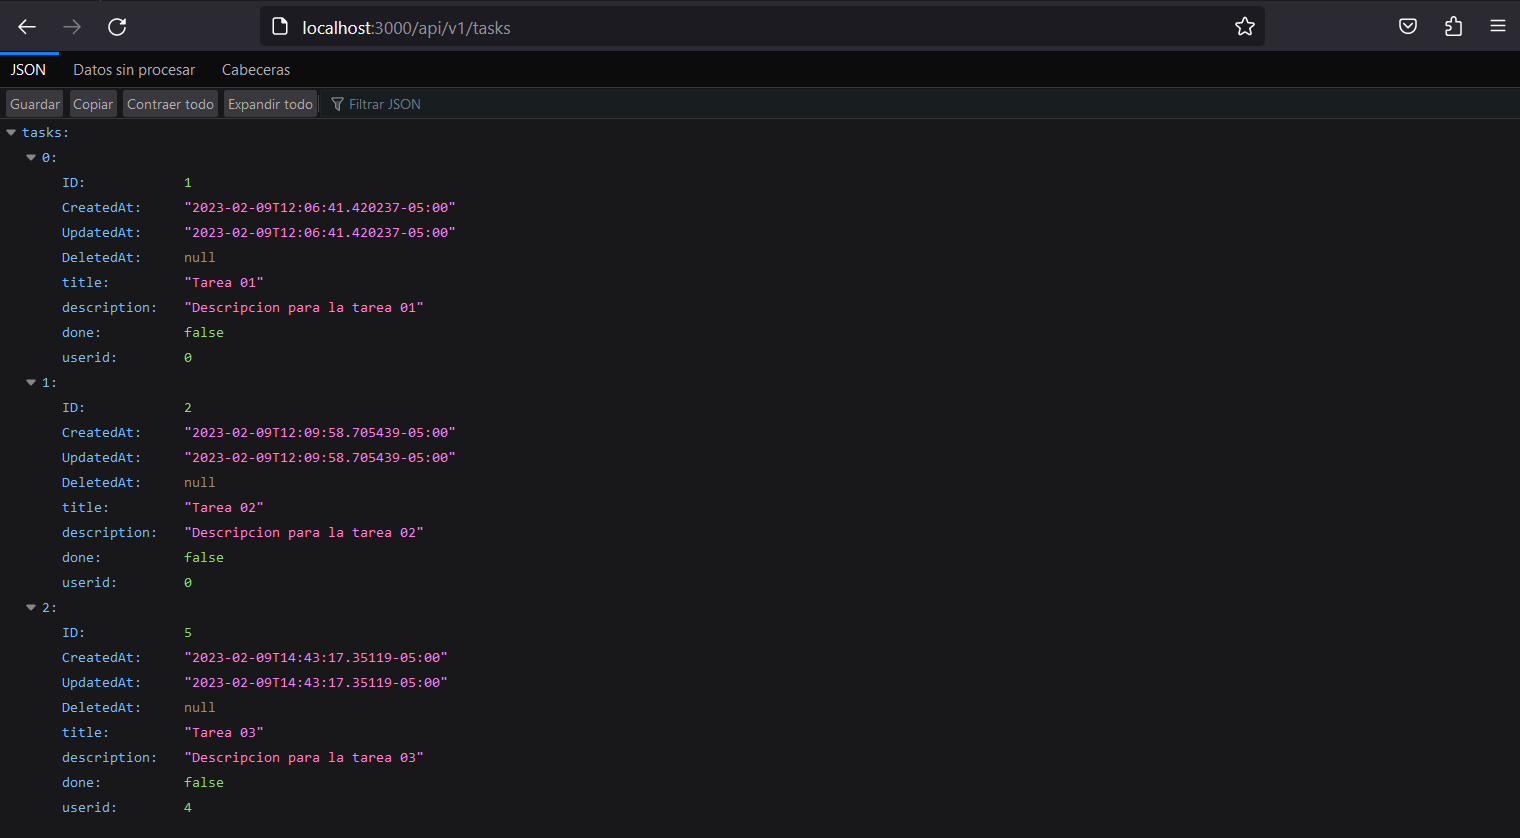 localhost:3000/api/v1/tasks
JSON Datos sin procesar Cabeceras
Guardar Copiar Contraer todo Expandir todo Filtrar JSON
tasks:
0:
ID: 1
CreatedAt: "2023-02-09T12:06:41.420237-05:00"
UpdatedAt: "2023-02-09T12:06:41.420237-05:00"
DeletedAt: null
title: "Tarea 01"
description: "Descripcion para la tarea 01"
done: false
userid: 0
1:
ID: 2
CreatedAt: "2023-02-09T12:09:58.705439-05:00"
UpdatedAt: "2023-02-09T12:09:58.705439-05:00"
DeletedAt: null
title: "Tarea 02"
description: "Descripcion para la tarea 02"
done: false
userid: 0
2:
ID: 5
CreatedAt: "2023-02-09T14:43:17.35119-05:00"
UpdatedAt: "2023-02-09T14:43:17.35119-05:00"
DeletedAt: null
title: "Tarea 03"
description: "Descripcion para la tarea 03"
done: false
userid: 4